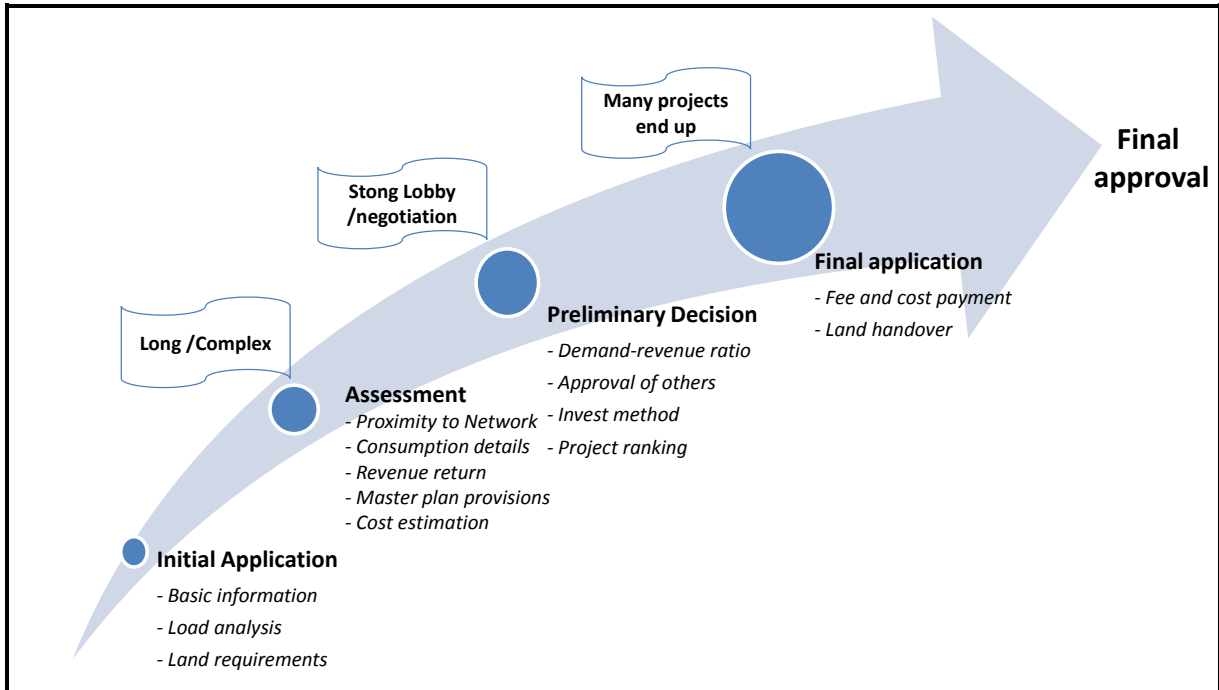 Many projects
end up
Final
approval
Stong Lobby
/negotiation
Final application
- Fee and cost payment
- Land handover
Long /Complex
Preliminary Decision
- Demand-revenue ratio
- Approval of others
- Invest method
- Project ranking
Assessment
- Proximity to Network
- Consumption details
- Revenue return
- Master plan provisions
- Cost estimation
Initial Application
- Basic information
- Load analysis
- Land requirements